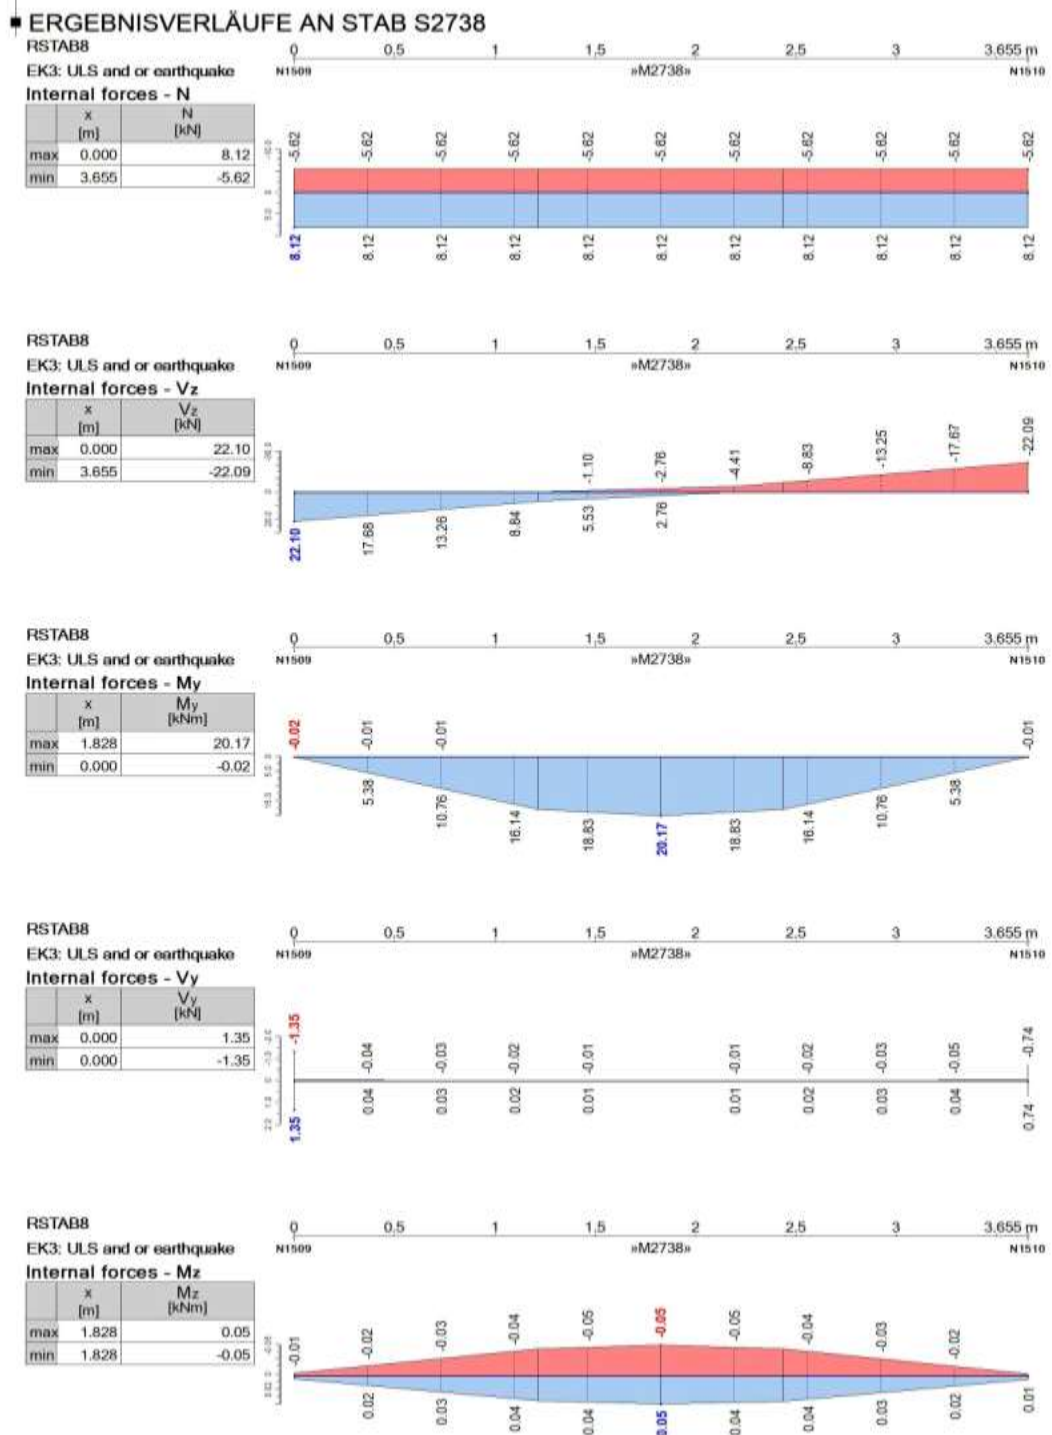 ERGEBNISVERLÄUFE AN STAB S2738
RSTAB8
0 0.5 1 1.5 2 2.5 3 3.655 m
EK3: ULS and or earthquake
N1509 »M2738» N1510
Internal forces - N
x N
[m] [kN]
max 0.000 8.12
min 3.655 -5.62
-5.62 -5.62 -5.62 -5.62 -5.62 -5.62 -5.62 -5.62 -5.62 -5.62 -5.62
8.12 8.12 8.12 8.12 8.12 8.12 8.12 8.12 8.12 8.12 8.12
RSTAB8
0 0.5 1 1.5 2 2.5 3 3.655 m
EK3: ULS and or earthquake
N1509 »M2738» N1510
Internal forces - Vz
x Vz
[m] [kN]
max 0.000 22.10
min 3.655 -22.09
-1.10 -2.76 -4.41 -8.83 -13.25 -17.67 -22.09
22.10 17.68 13.26 8.84 5.53 2.76
RSTAB8
0 0.5 1 1.5 2 2.5 3 3.655 m
EK3: ULS and or earthquake
N1509 »M2738» N1510
Internal forces - My
x My
[m] [kNm]
max 1.828 20.17
min 0.000 -0.02
-0.02 -0.01 -0.01 -0.01
5.38 10.76 16.14 18.83 20.17 18.83 16.14 10.76 5.38
RSTAB8
0 0.5 1 1.5 2 2.5 3 3.655 m
EK3: ULS and or earthquake
N1509 »M2738» N1510
Internal forces - Vy
x Vy
[m] [kN]
max 0.000 1.35
min 0.000 -1.35
-1.35 -0.04 -0.03 -0.02 -0.01 -0.01 -0.02 -0.03 -0.05 -0.74
1.35 0.04 0.03 0.02 0.01 0.01 0.02 0.03 0.04 0.74
RSTAB8
0 0.5 1 1.5 2 2.5 3 3.655 m
EK3: ULS and or earthquake
N1509 »M2738» N1510
Internal forces - Mz
x Mz
[m] [kNm]
max 1.828 0.05
min 1.828 -0.05
-0.01 -0.02 -0.03 -0.04 -0.05 -0.05 -0.05 -0.04 -0.03 -0.02
0.02 0.03 0.04 0.04 0.05 0.04 0.04 0.03 0.02 0.01